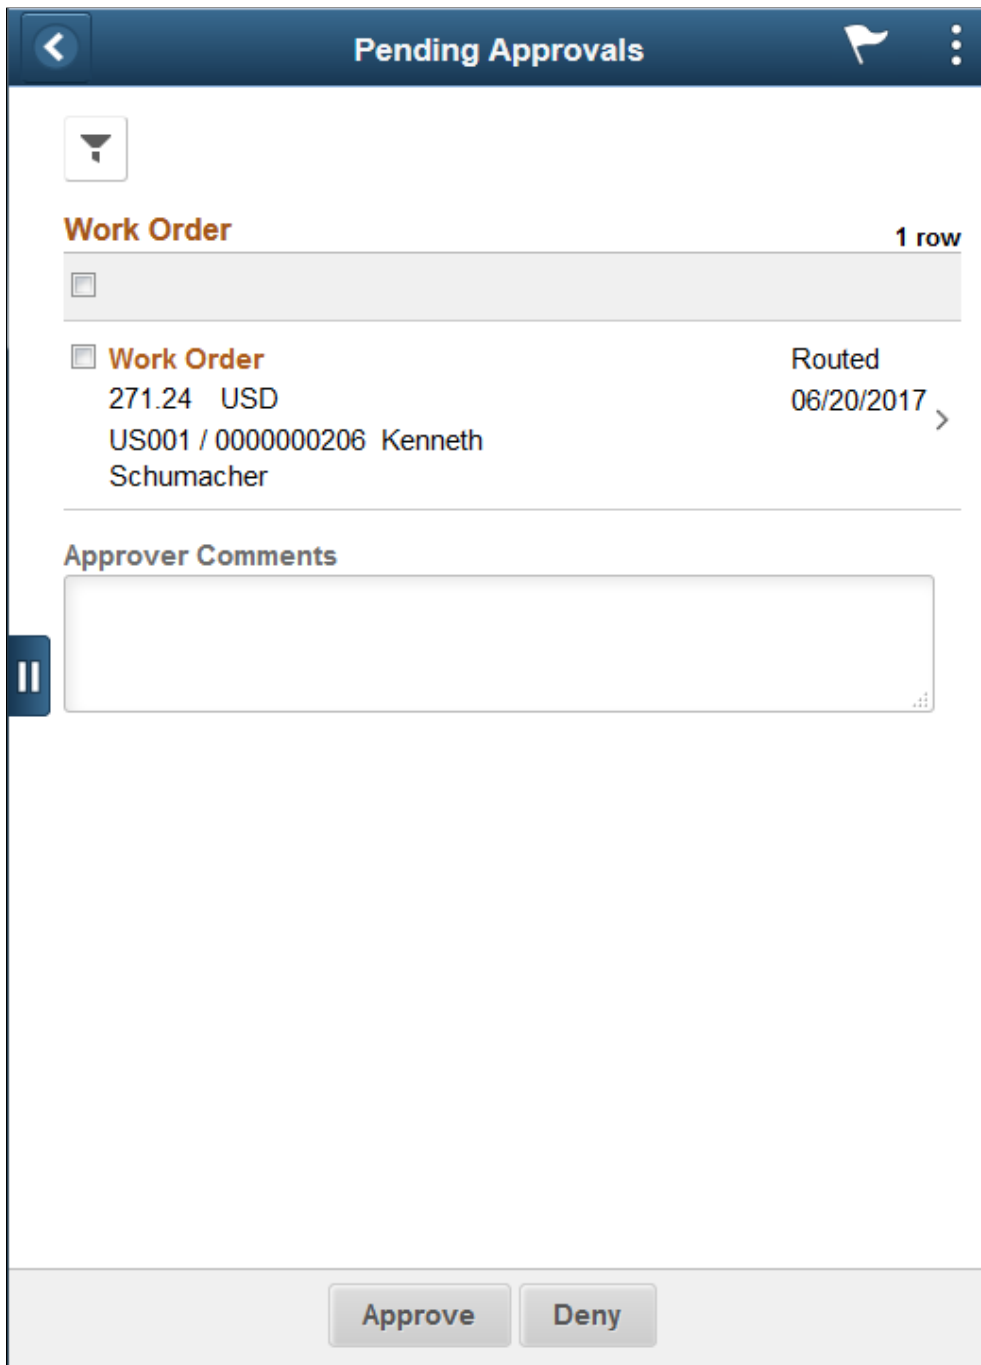 Pending Approvals
Work Order
1 row
Work Order
Routed
271.24 USD
06/20/2017
US001 / 0000000206 Kenneth
Schumacher
Approver Comments
Approve
Deny